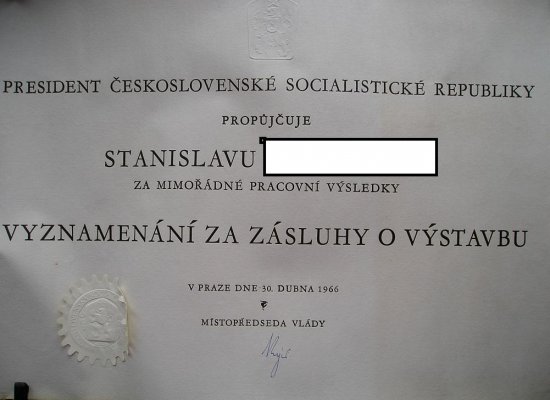 PRESIDENT ČESKOSLOVENSKÉ SOCIALISTICKÉ REPUBLIKY
PROPŮJČUJE
STANISLAVU
ZA MIMOŘÁDNÉ PRACOVNÍ VÝSLEDKY
VYZNAMENÁNÍ ZA ZÁSLUHY O VÝSTAVBU
V PRAZE DNE 30. DUBNA 1966
MÍSTOPŘEDSEDA VLÁDY